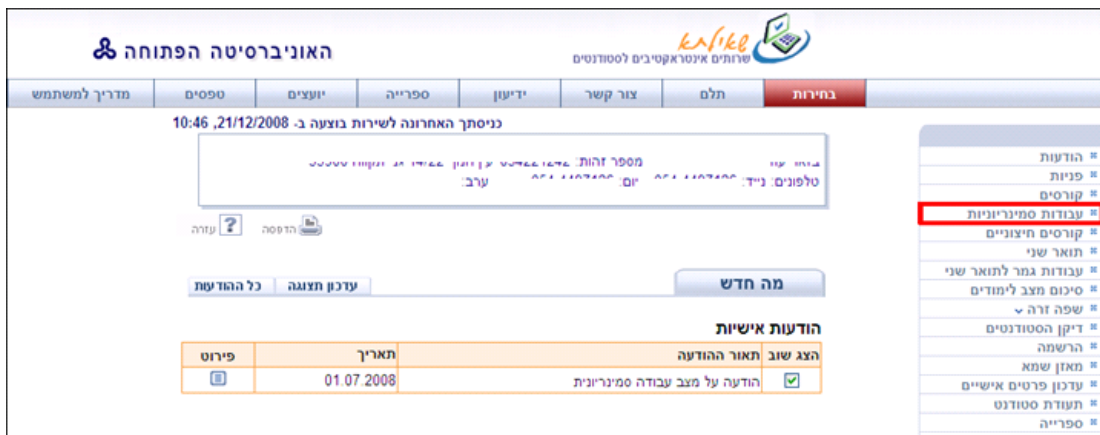 האוניברסיטה הפתוחה
שאילתא
שרותים אינטראקטיבים לסטודנטים
בחירות
תלם
צור קשר
ידיעון
ספרייה
יועצים
טפסים
מדריך למשתמש
כניסתך האחרונה לשירות בוצעה ב- 21/12/2008, 10:46
מספר זהות:
טלפונים: נייד: יום: ערב:
הדפסה
עזרה
מה חדש
עדכון תצוגה
כל ההודעות
הודעות אישיות
הצג שוב תאור ההודעה תאריך פירוט
הודעה על מצב עבודה סמינריונית 01.07.2008
הודעות
פניות
קורסים
עבודות סמינריוניות
קורסים חיצוניים
תואר שני
עבודות גמר לתואר שני
סיכום מצב לימודים
שפה זרה
דיקן הסטודנטים
הרשמה
מאזן שמא
עדכון פרטים אישיים
תעודת סטודנט
ספרייה